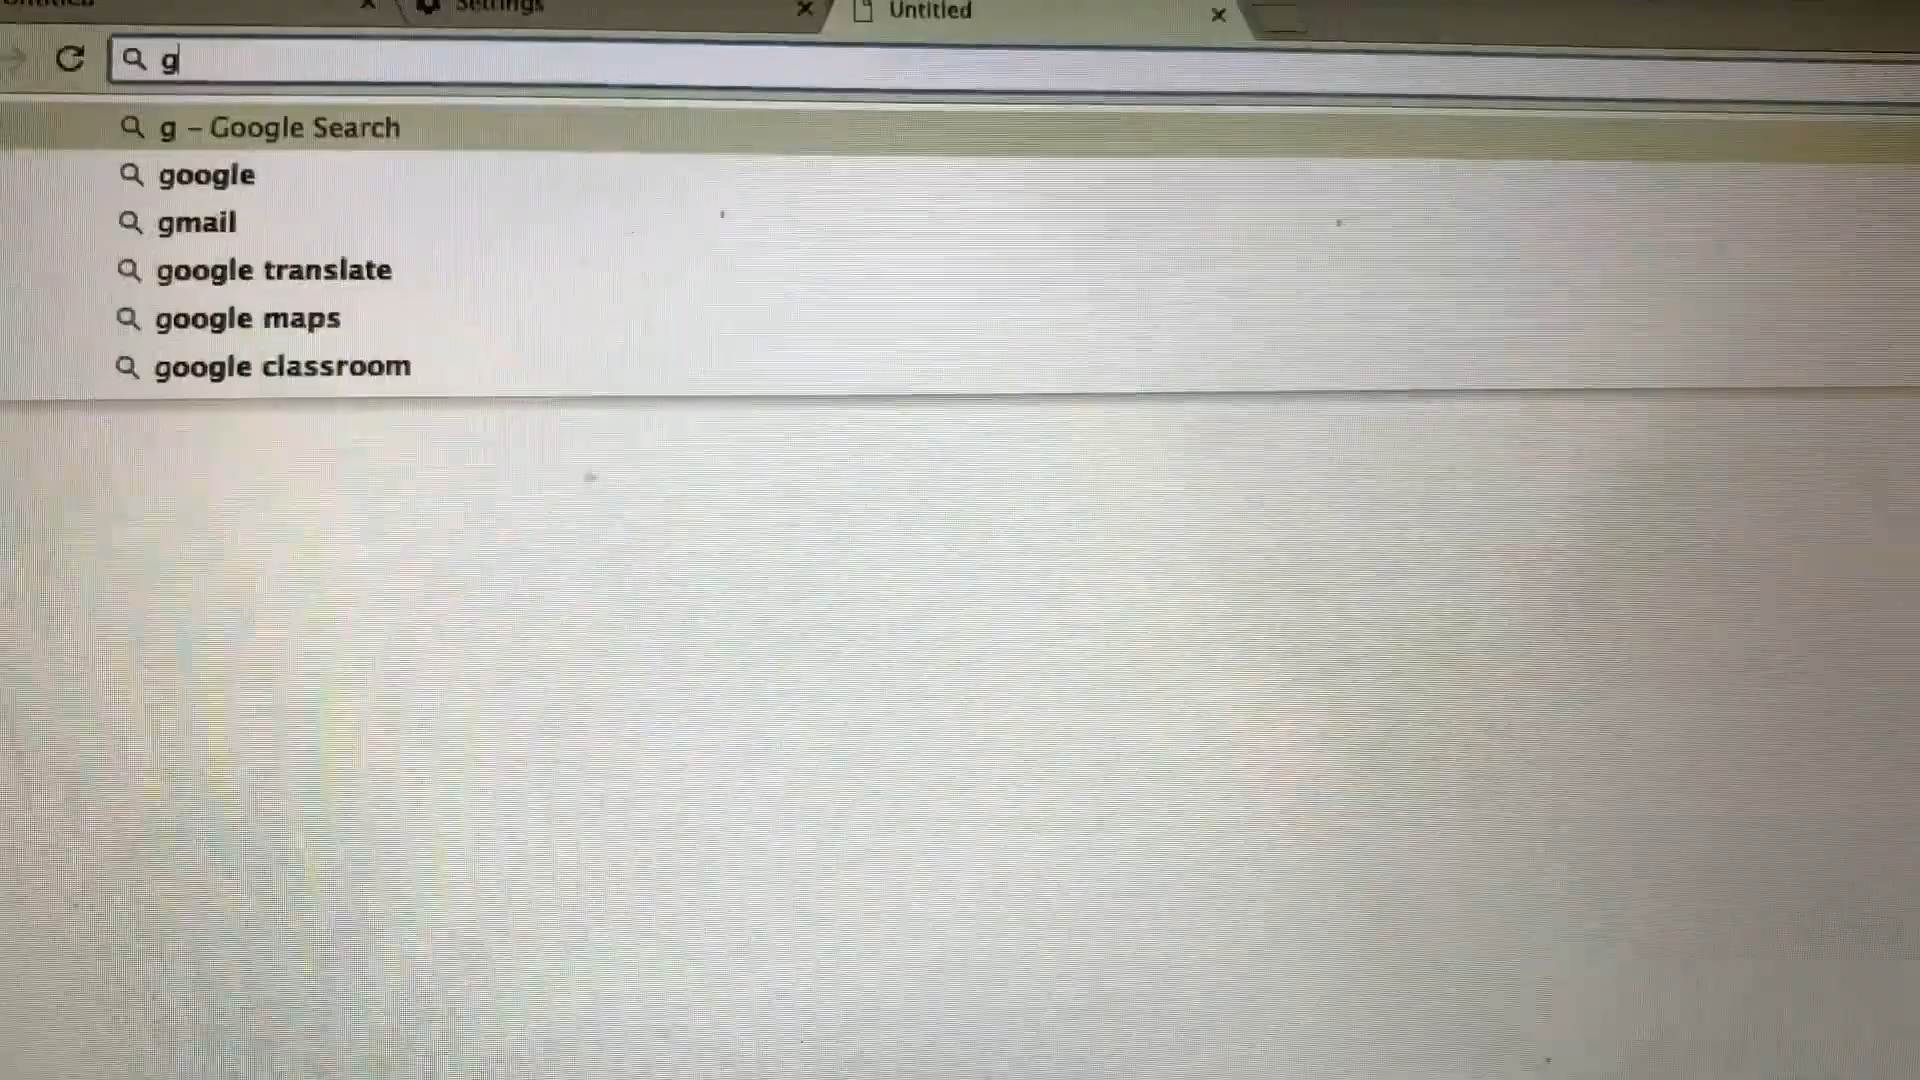 Settings
Untitled
g
g – Google Search
google
gmail
google translate
google maps
google classroom